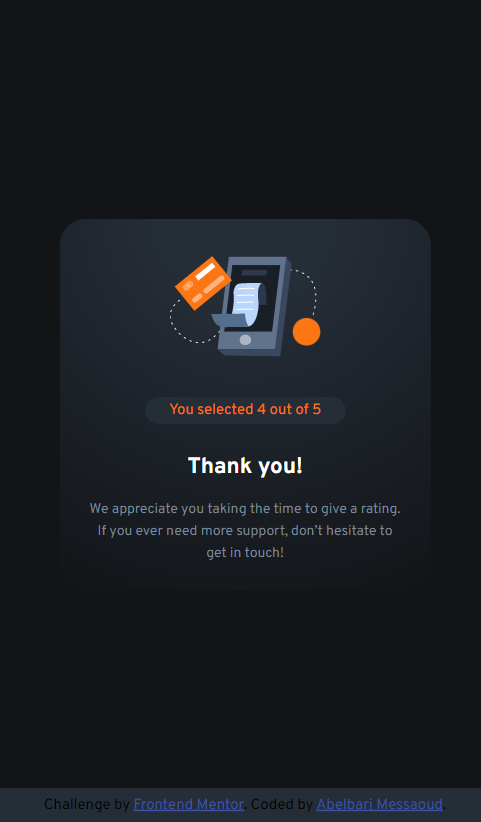 You selected 4 out of 5
Thank you!
We appreciate you taking the time to give a rating.
If you ever need more support, don't hesitate to
get in touch!
Challenge by Frontend Mentor. Coded by Abelbari Messaoud.